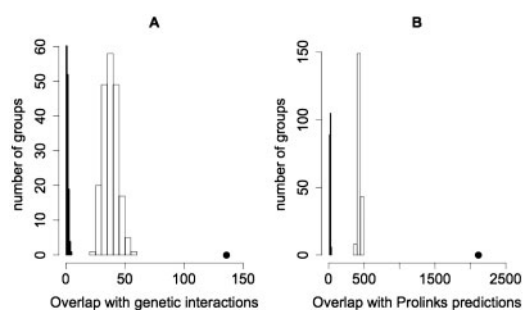 A
number of groups
60
50
40
30
20
10
0
0 50 100 150
Overlap with genetic interactions
B
number of groups
150
100
50
0
0 500 1500 2500
Overlap with Prolinks predictions